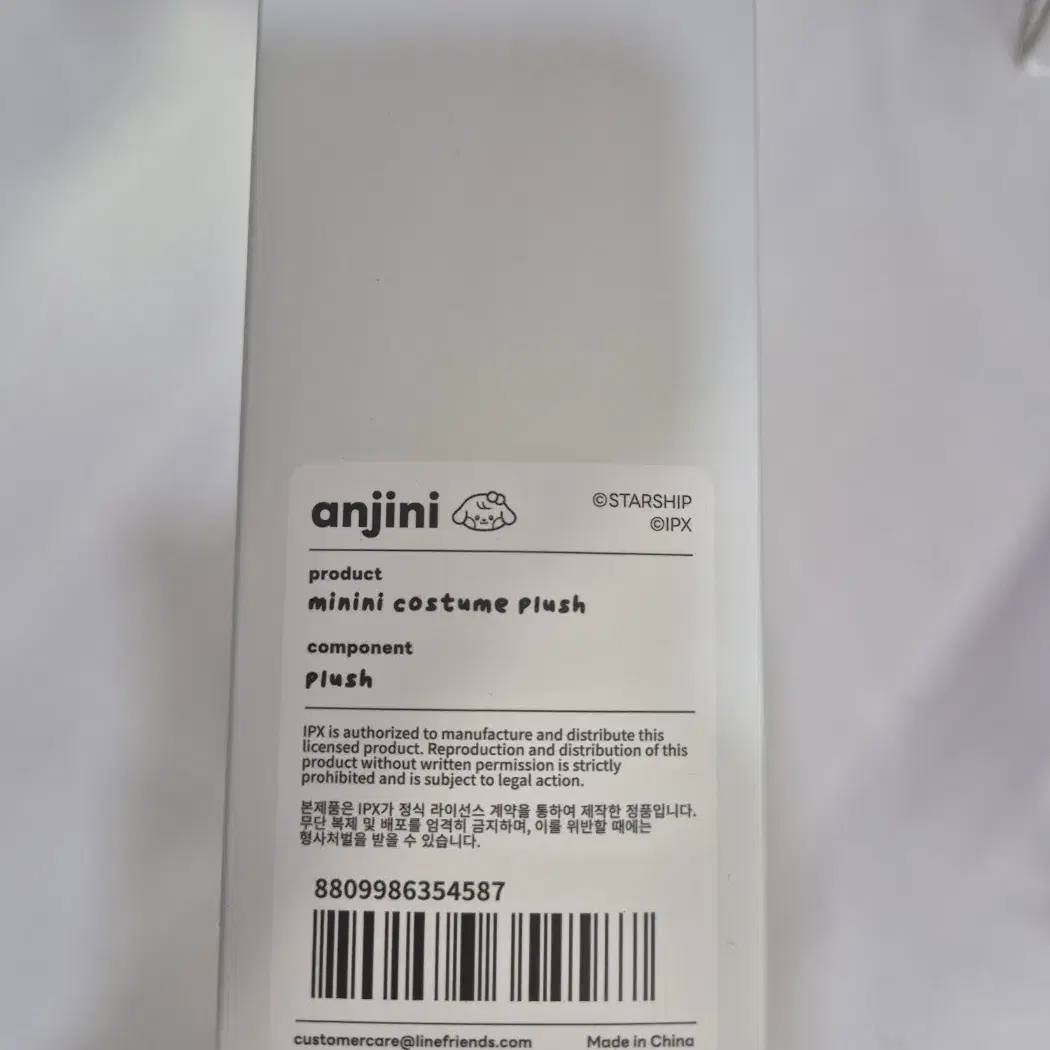 anjini
©STARSHIP
©IPX
product
minini costume plush
component
plush
IPX is authorized to manufacture and distribute this
licensed product. Reproduction and distribution of this
product without written permission is strictly
prohibited and is subject to legal action.
본제품은 IPX가 정식 라이선스 계약을 통하여 제작한 정품입니다.
무단 복제 및 배포를 엄격히 금지하며, 이를 위반할 때에는
형사처벌을 받을 수 있습니다.
8809986354587
customercare@linefriends.com
Made in China